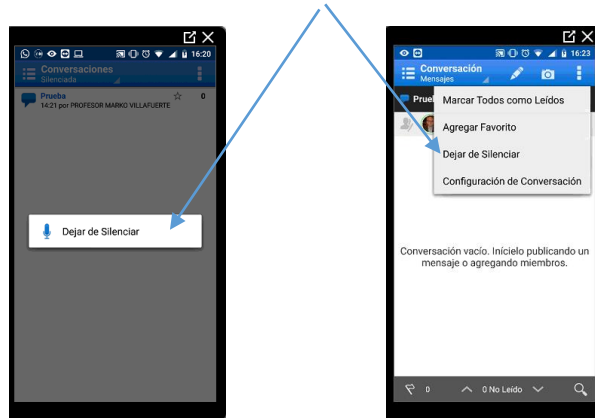 16:20
Conversaciones
Silenciada
Prueba
0
14:21 por PROFESOR MARKO VILLAFUERTE
Dejar de Silenciar
16:23
Conversación
Mensajes
Prue
Marcar Todos como Leídos
Agregar Favorito
Dejar de Silenciar
Configuración de Conversación
Conversación vacío. Inícielo publicando un
mensaje o agregando miembros.
0
0 No Leído